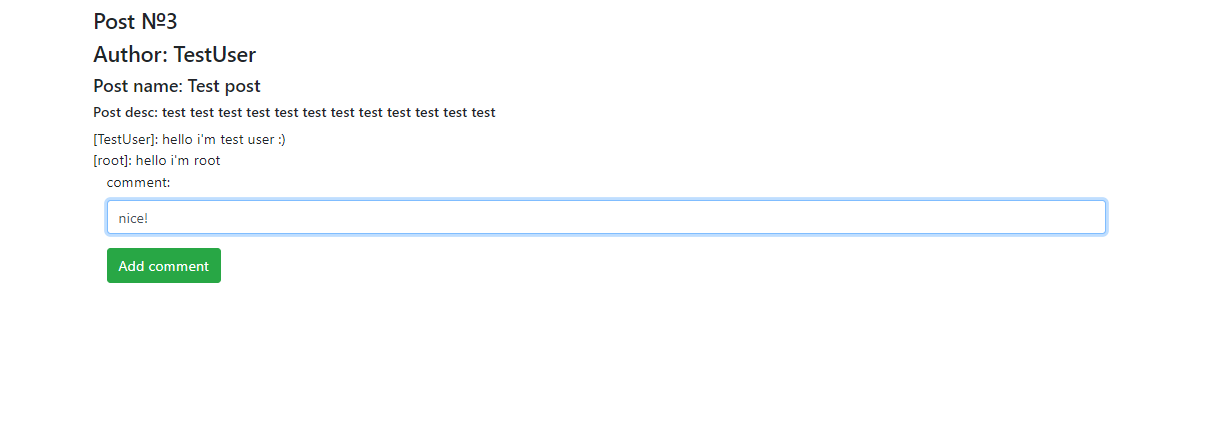 Post №3
Author: TestUser
Post name: Test post
Post desc: test test test test test test test test test test test test
[TestUser]: hello i'm test user :)
[root]: hello i'm root
comment:
nice!
Add comment